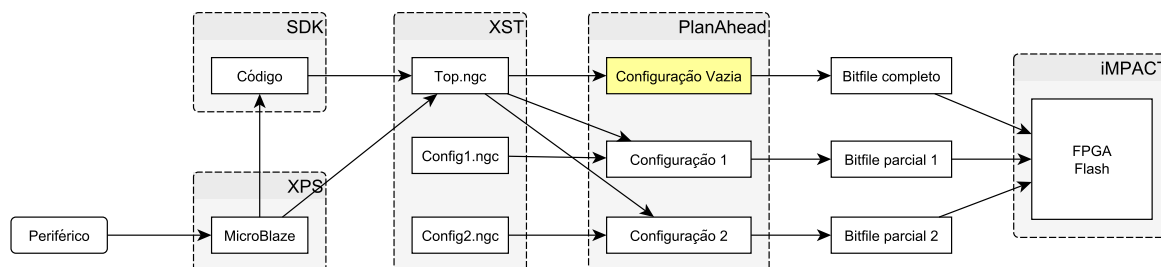 SDK
XST
PlanAhead
Código
Top.ngc
Configuração Vazia
Bitfile completo
iMPACT
Config1.ngc
Configuração 1
Bitfile parcial 1
FPGA
Flash
XPS
Periférico
MicroBlaze
Config2.ngc
Configuração 2
Bitfile parcial 2